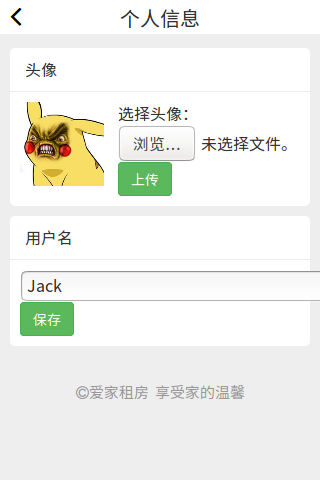 个人信息
头像
选择头像：
浏览... 未选择文件。
上传
用户名
Jack
保存
©爱家租房 享受家的温馨